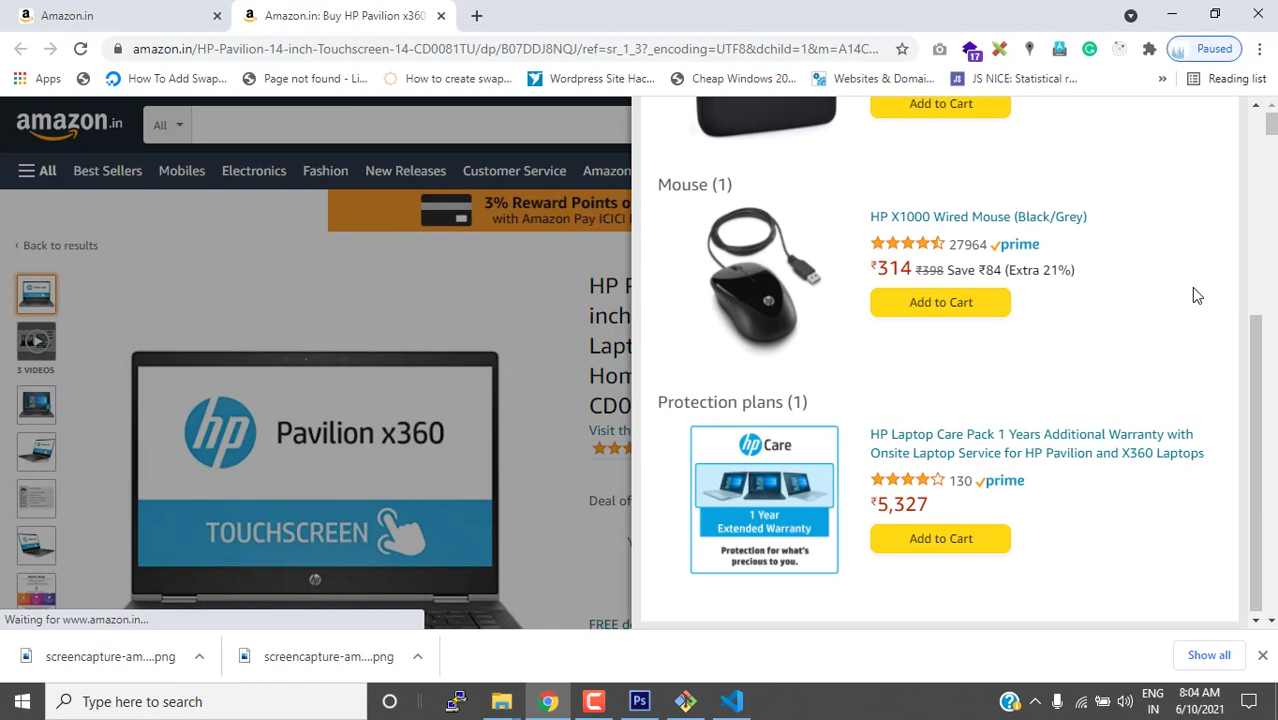 Amazon.in:
Amazon.in: Buy HP Pavilion x360
amazon.in/HP-Pavilion-14-inch-Touchscreen-14-CD0081TU/dp/B07DDJ8NQJ/ref=sr_1_3?_encoding=UTF8&dchild=1&m=A14C...
17
Paused
Apps
How To Add Swap...
Page not found - Li...
How to create swap...
Wordpress Site Hac...
Cheap Windows 20...
Websites & Domai...
JS NICE: Statistical r...
Reading list
amazon.in
All
All
Best Sellers
Mobiles
Electronics
Fashion
New Releases
Customer Service
Amazon
3% Reward Points o
with Amazon Pay ICICI
‹ Back to results
3 VIDEOS
hp
Pavilion x360
TOUCHSCREEN
hp
HP P
inch
Lapt
Hom
CD0
Visit th
Deal of
FREE de
Waiting for www.amazon.in...
Add to Cart
Mouse (1)
hp
HP X1000 Wired Mouse (Black/Grey)
27964 prime
₹314 ₹398 Save ₹84 (Extra 21%)
Add to Cart
Protection plans (1)
hp Care
1 Year
Extended Warranty
Protection for what's
precious to you.
HP Laptop Care Pack 1 Years Additional Warranty with
Onsite Laptop Service for HP Pavilion and X360 Laptops
130 prime
₹5,327
Add to Cart
screencapture-am....png
screencapture-am....png
Show all
Type here to search
Ps
ENG
IN
8:04 AM
6/10/2021